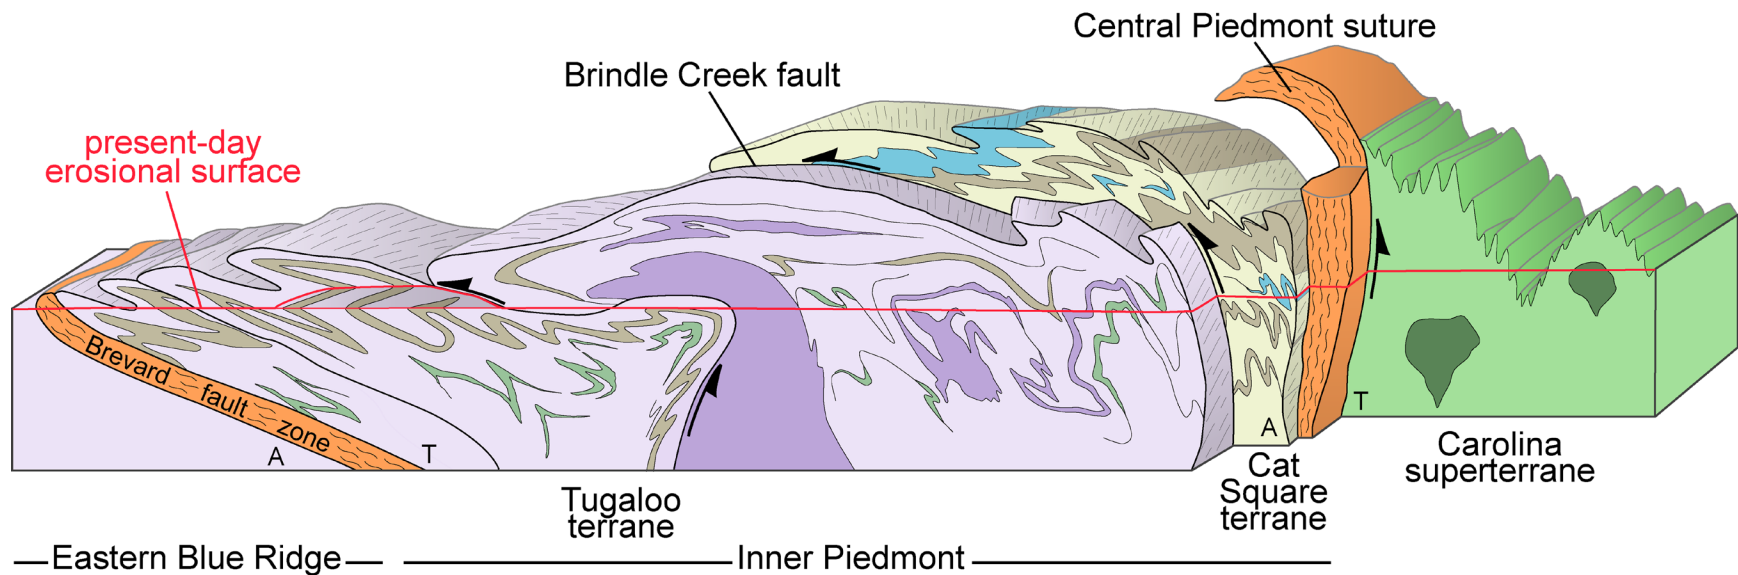 Central Piedmont suture
Brindle Creek fault
present-day
erosional surface
Brevard fault zone
A
T
A
T
Tugaloo
terrane
Cat
Square
terrane
Carolina
superterrane
Eastern Blue Ridge
Inner Piedmont